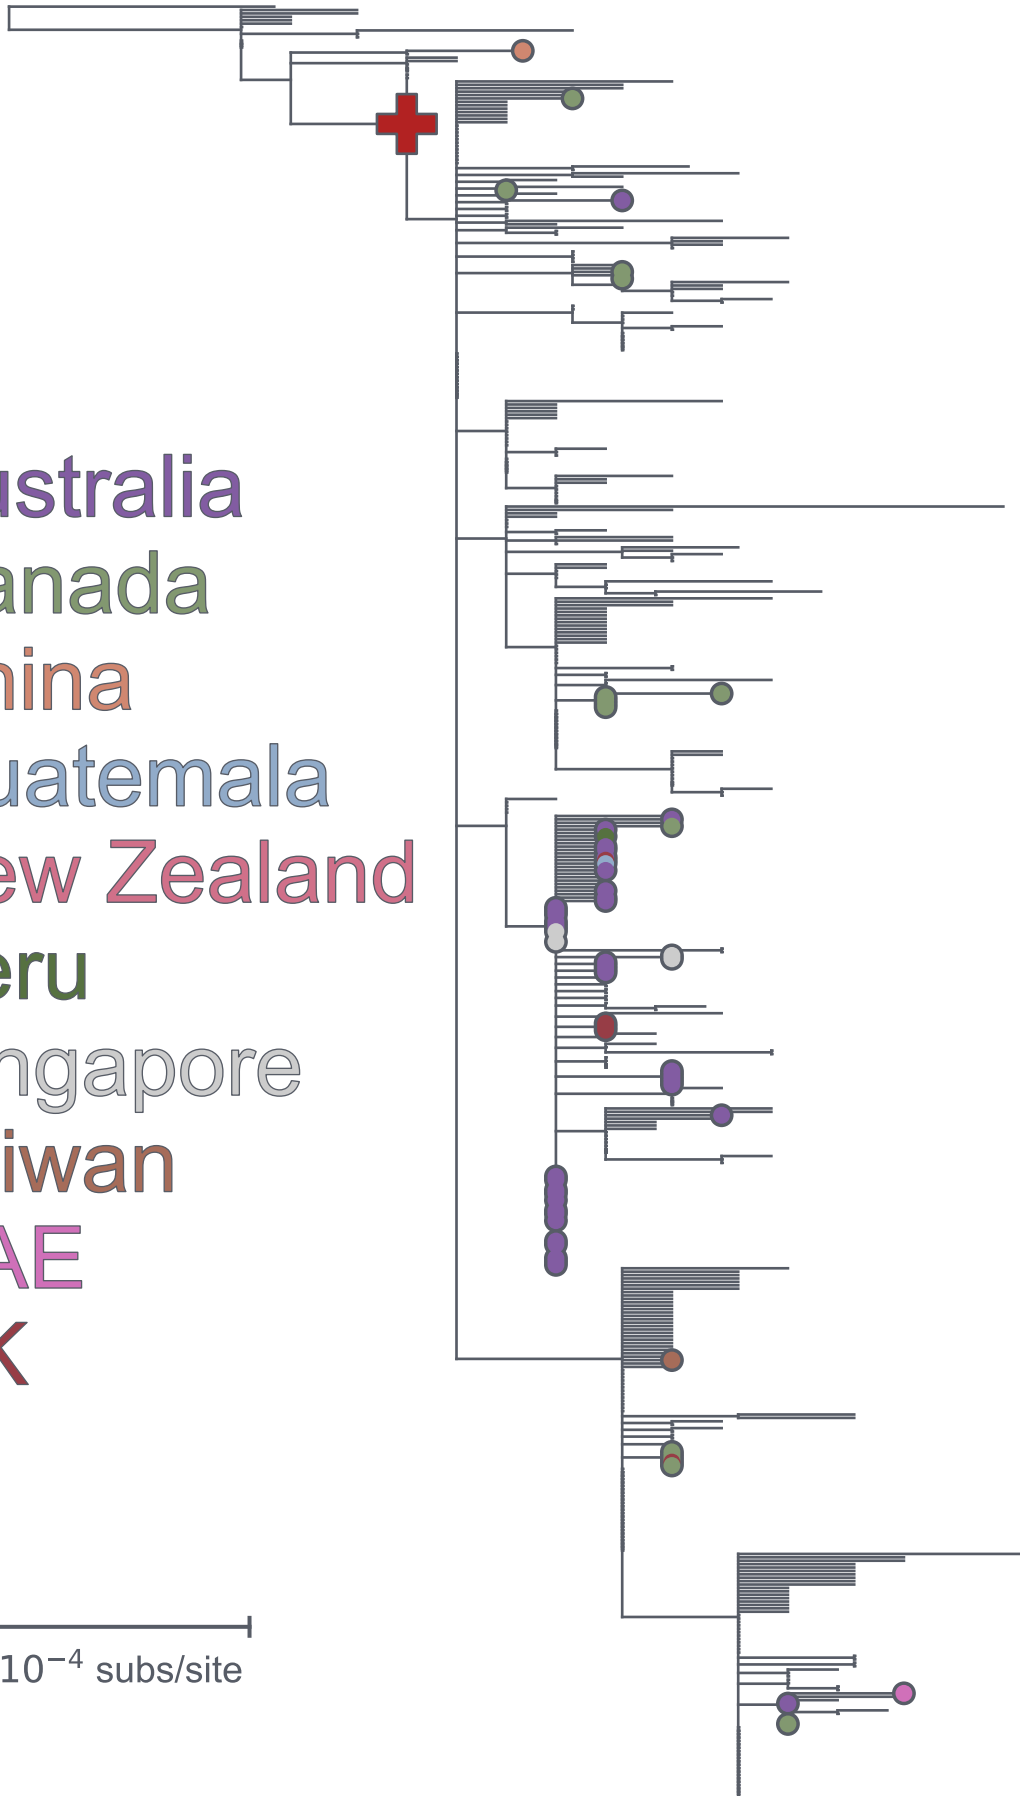 ustralia
anada
hina
uatemala
ew Zealand
eru
ngapore
iwan
AE
K
10⁻⁴ subs/site